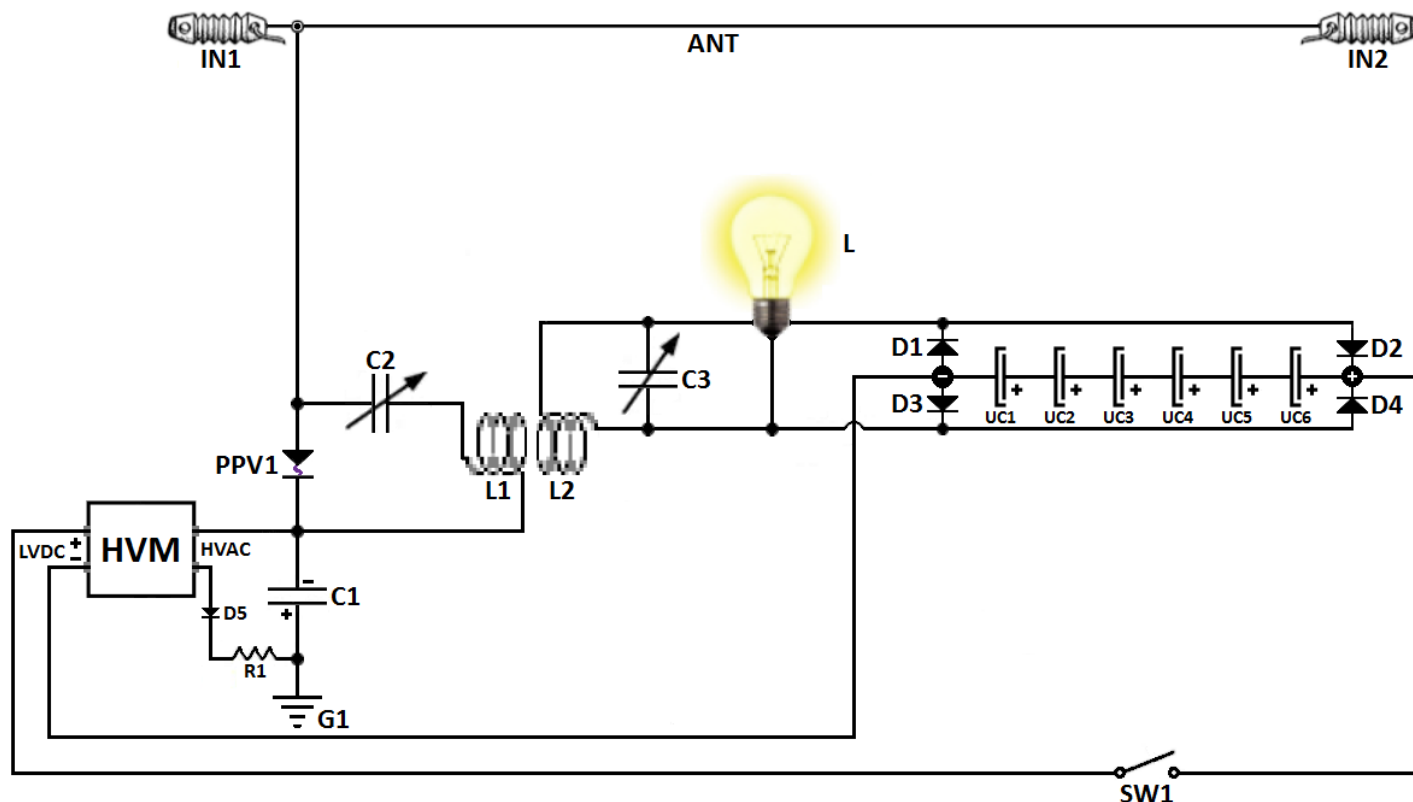 IN1
ANT
IN2
L
C2
C3
D1
D2
D3
D4
UC1
UC2
UC3
UC4
UC5
UC6
+
+
+
+
+
+
-
+
PPV1
L1
L2
LVDC
+
-
HVM
HVAC
-
+
C1
D5
R1
G1
SW1